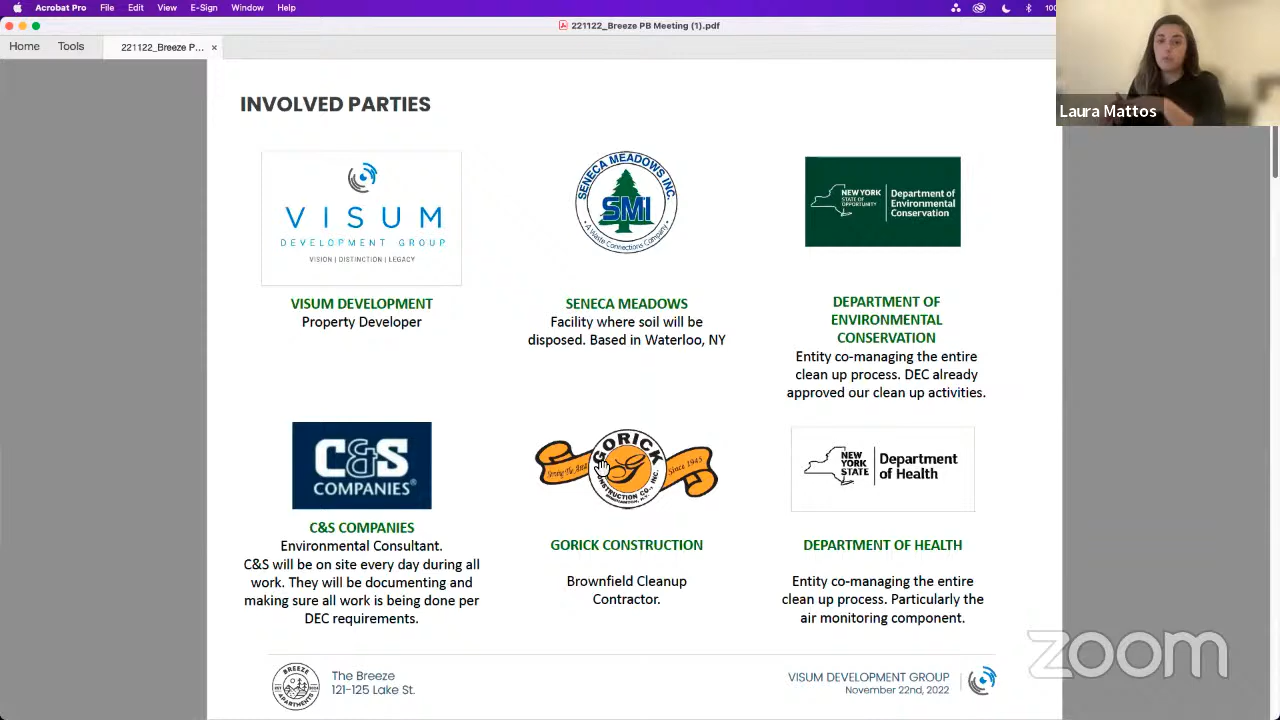 Acrobat Pro File Edit View E-Sign Window Help
221122_Breeze PB Meeting (1).pdf
Home Tools 221122_Breeze P... ×
Laura Mattos
INVOLVED PARTIES
VISUM
DEVELOPMENT GROUP
VISION | DISTINCTION | LEGACY
VISUM DEVELOPMENT
Property Developer
SENECA MEADOWS INC.
SMI
A Waste Connections Company
SENECA MEADOWS
Facility where soil will be
disposed. Based in Waterloo, NY
NEW YORK
STATE OF
OPPORTUNITY
Department of
Environmental
Conservation
DEPARTMENT OF
ENVIRONMENTAL
CONSERVATION
Entity co-managing the entire
clean up process. DEC already
approved our clean up activities.
C&S
COMPANIES®
C&S COMPANIES
Environmental Consultant.
C&S will be on site every day during all
work. They will be documenting and
making sure all work is being done per
DEC requirements.
GORICK
CONSTRUCTION CO., INC.
Since 1945
GORICK CONSTRUCTION
Brownfield Cleanup
Contractor.
NEW
YORK
STATE
Department
of Health
DEPARTMENT OF HEALTH
Entity co-managing the entire
clean up process. Particularly the
air monitoring component.
BREEZE
APARTMENTS
The Breeze
121-125 Lake St.
VISUM DEVELOPMENT GROUP
November 22nd, 2022
zoom